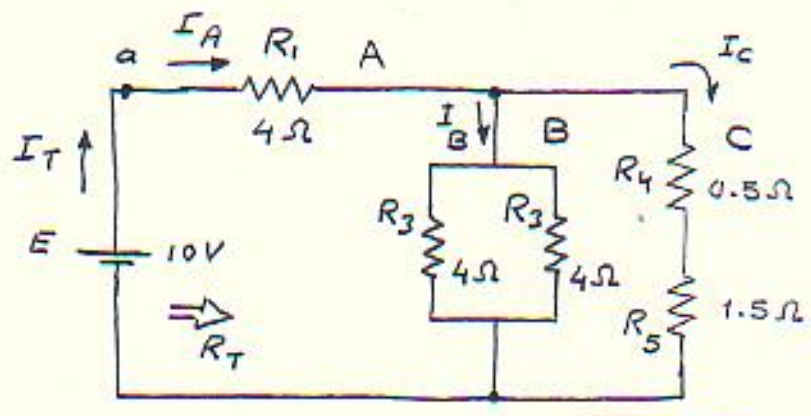 a
I_A
R₁
A
4Ω
I_C
I_T
I_B
B
C
R₄
0.5Ω
R₃
4Ω
R₃
4Ω
E
10V
R_T
R₅
1.5Ω